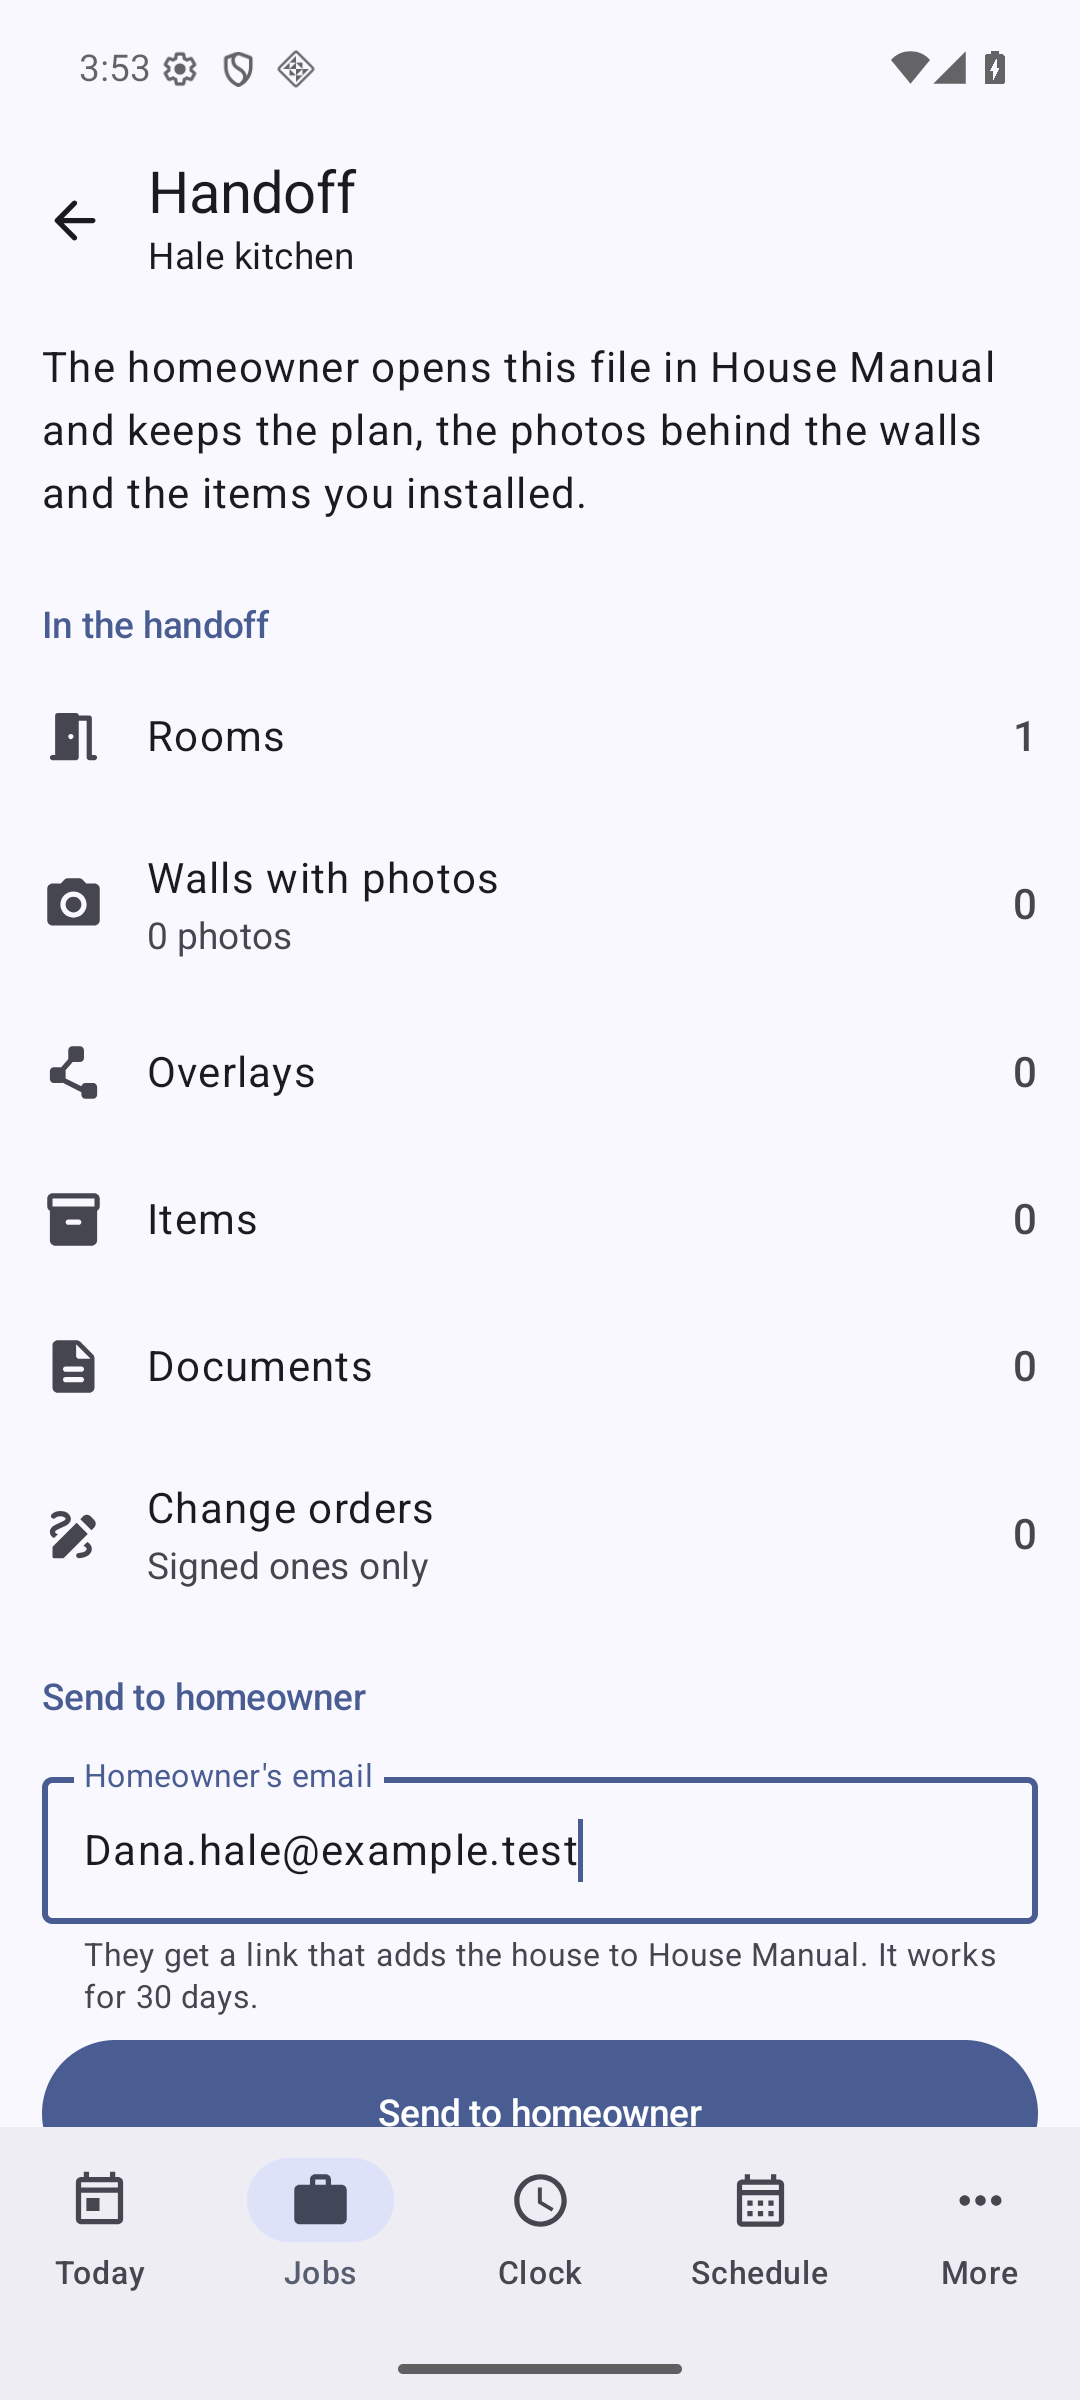 3:53
Handoff
Hale kitchen
The homeowner opens this file in House Manual
and keeps the plan, the photos behind the walls
and the items you installed.
In the handoff
Rooms 1
Walls with photos 0
0 photos
Overlays 0
Items 0
Documents 0
Change orders 0
Signed ones only
Send to homeowner
Homeowner's email
Dana.hale@example.test
They get a link that adds the house to House Manual. It works
for 30 days.
Send to homeowner
Today Jobs Clock Schedule More